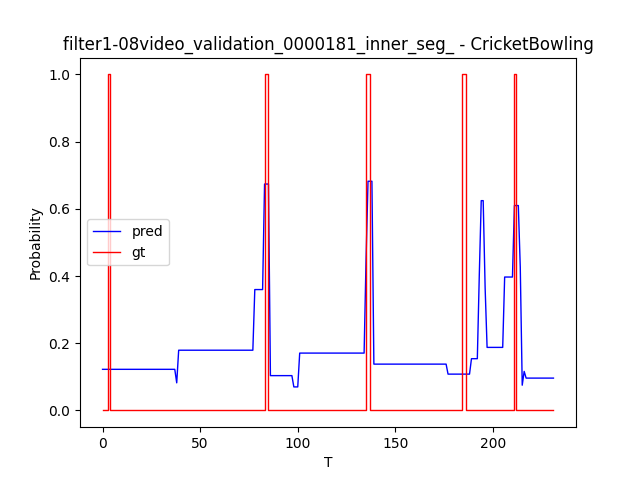 filter1-08video_validation_0000181_inner_seg_ - CricketBowling
1.0
0.8
0.6
0.4
0.2
0.0
Probability
pred
gt
0
50
100
150
200
T